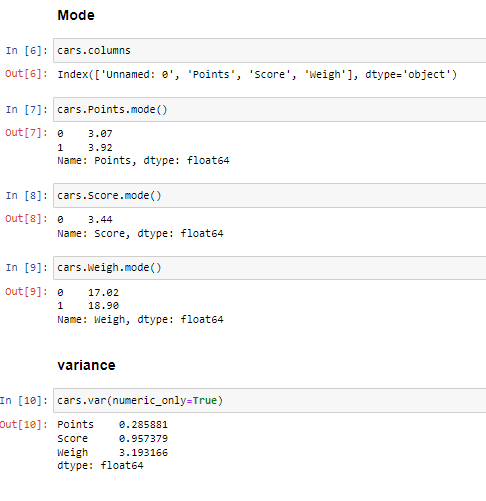 Mode
In [6]: cars.columns
Out[6]: Index(['Unnamed: 0', 'Points', 'Score', 'Weigh'], dtype='object')
In [7]: cars.Points.mode()
Out[7]: 0    3.07
1    3.92
Name: Points, dtype: float64
In [8]: cars.Score.mode()
Out[8]: 0    3.44
Name: Score, dtype: float64
In [9]: cars.Weigh.mode()
Out[9]: 0    17.02
1    18.90
Name: Weigh, dtype: float64
variance
In [10]: cars.var(numeric_only=True)
Out[10]: Points    0.285881
Score     0.957379
Weigh     3.193166
dtype: float64